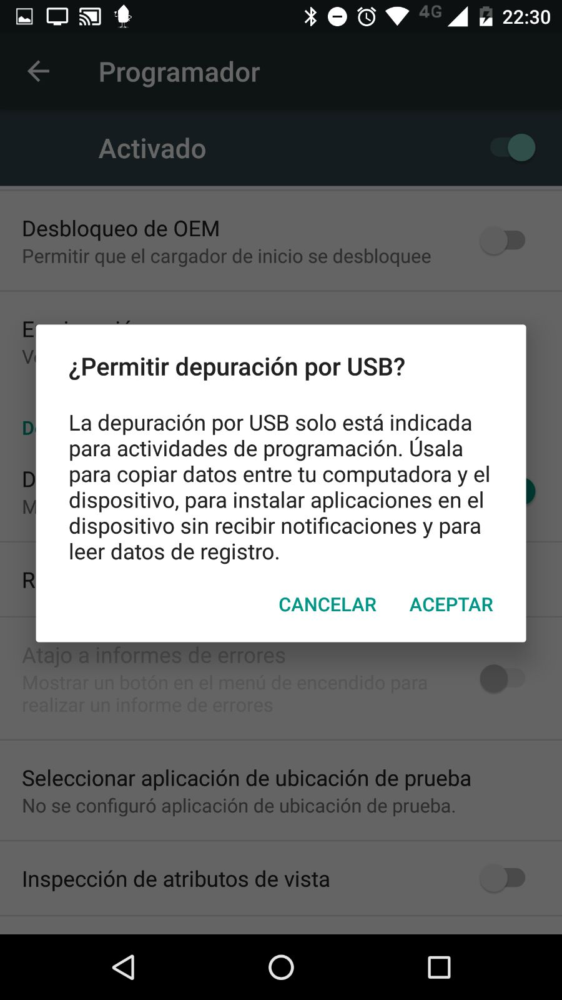 4G 22:30
Programador
Activado
Desbloqueo de OEM
Permitir que el cargador de inicio se desbloquee
¿Permitir depuración por USB?
La depuración por USB solo está indicada
para actividades de programación. Úsala
para copiar datos entre tu computadora y el
dispositivo, para instalar aplicaciones en el
dispositivo sin recibir notificaciones y para
leer datos de registro.
CANCELAR ACEPTAR
Atajo a informes de errores
Mostrar un botón en el menú de encendido para
realizar un informe de errores
Seleccionar aplicación de ubicación de prueba
No se configuró aplicación de ubicación de prueba.
Inspección de atributos de vista